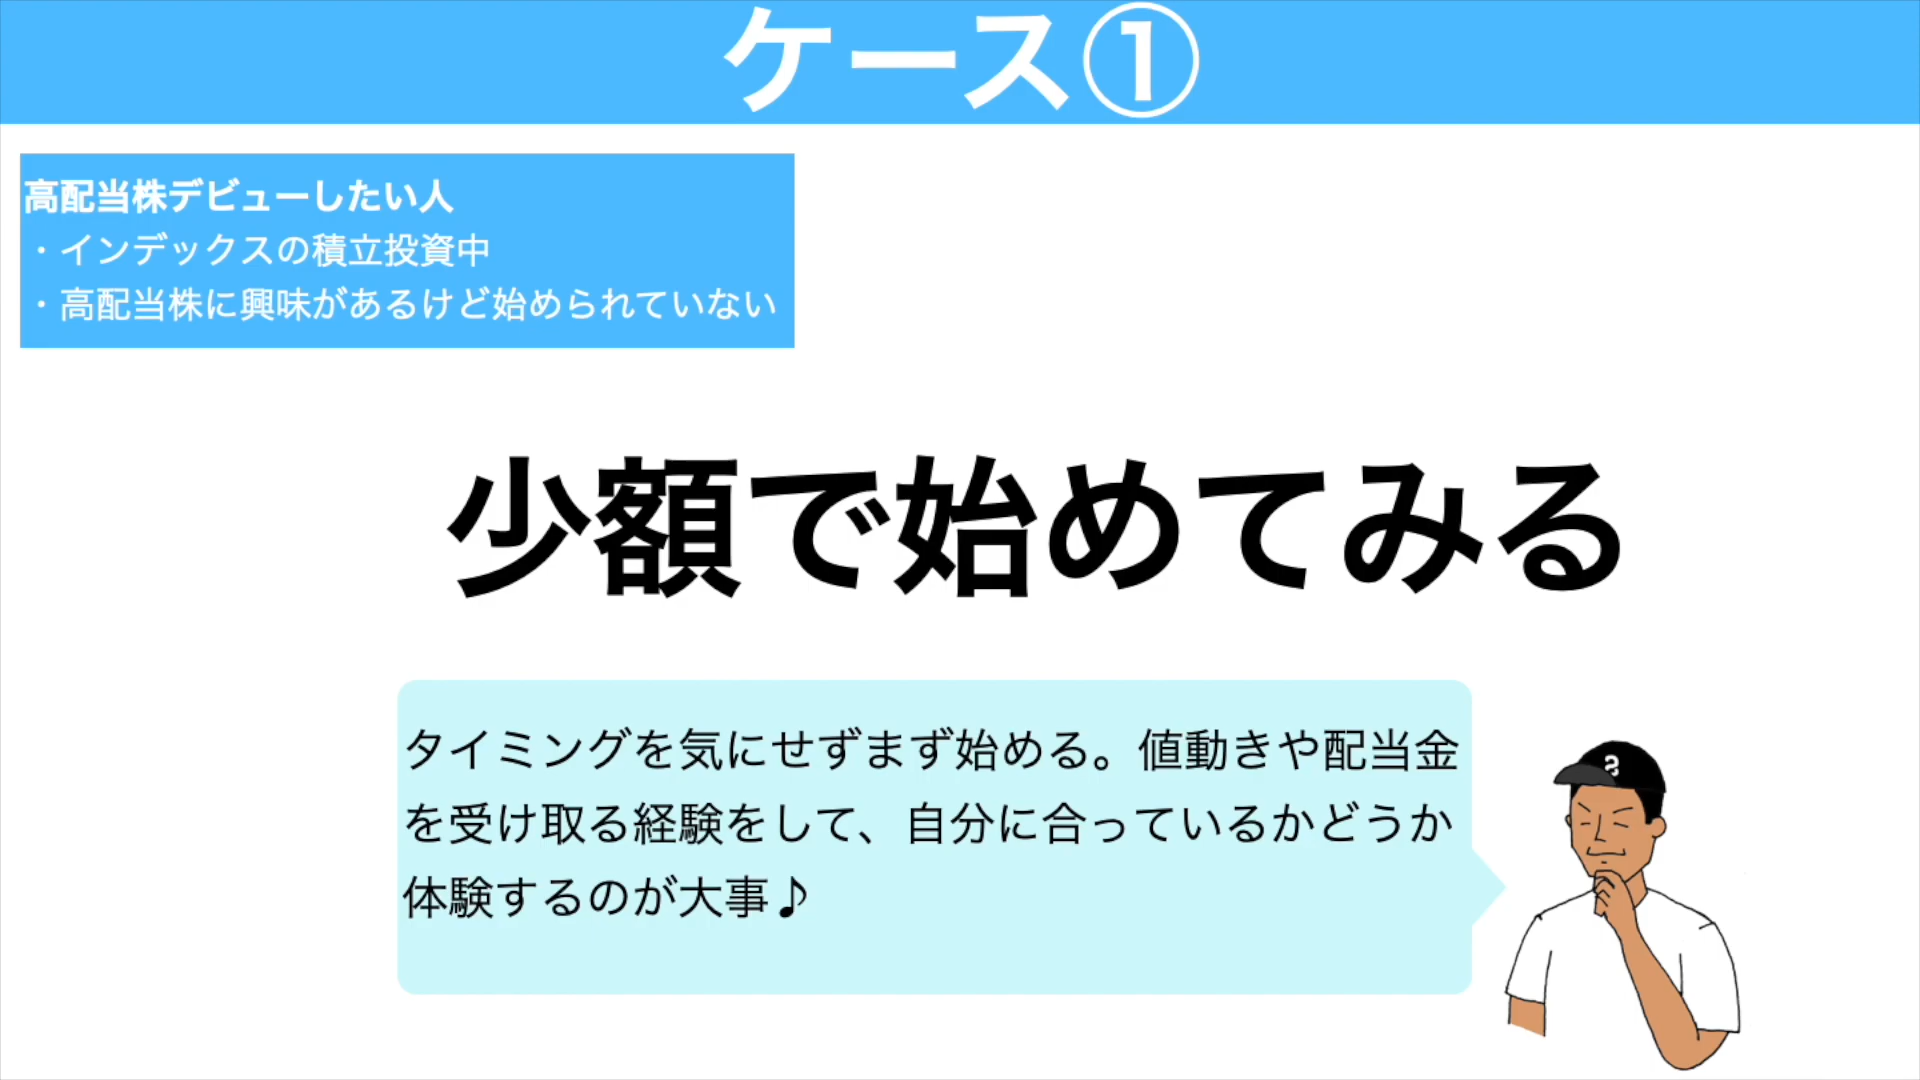 ケース①
高配当株デビューしたい人
・インデックスの積立投資中
・高配当株に興味があるけど始められていない
少額で始めてみる
タイミングを気にせずまず始める。値動きや配当金
を受け取る経験をして、自分に合っているかどうか
体験するのが大事♪